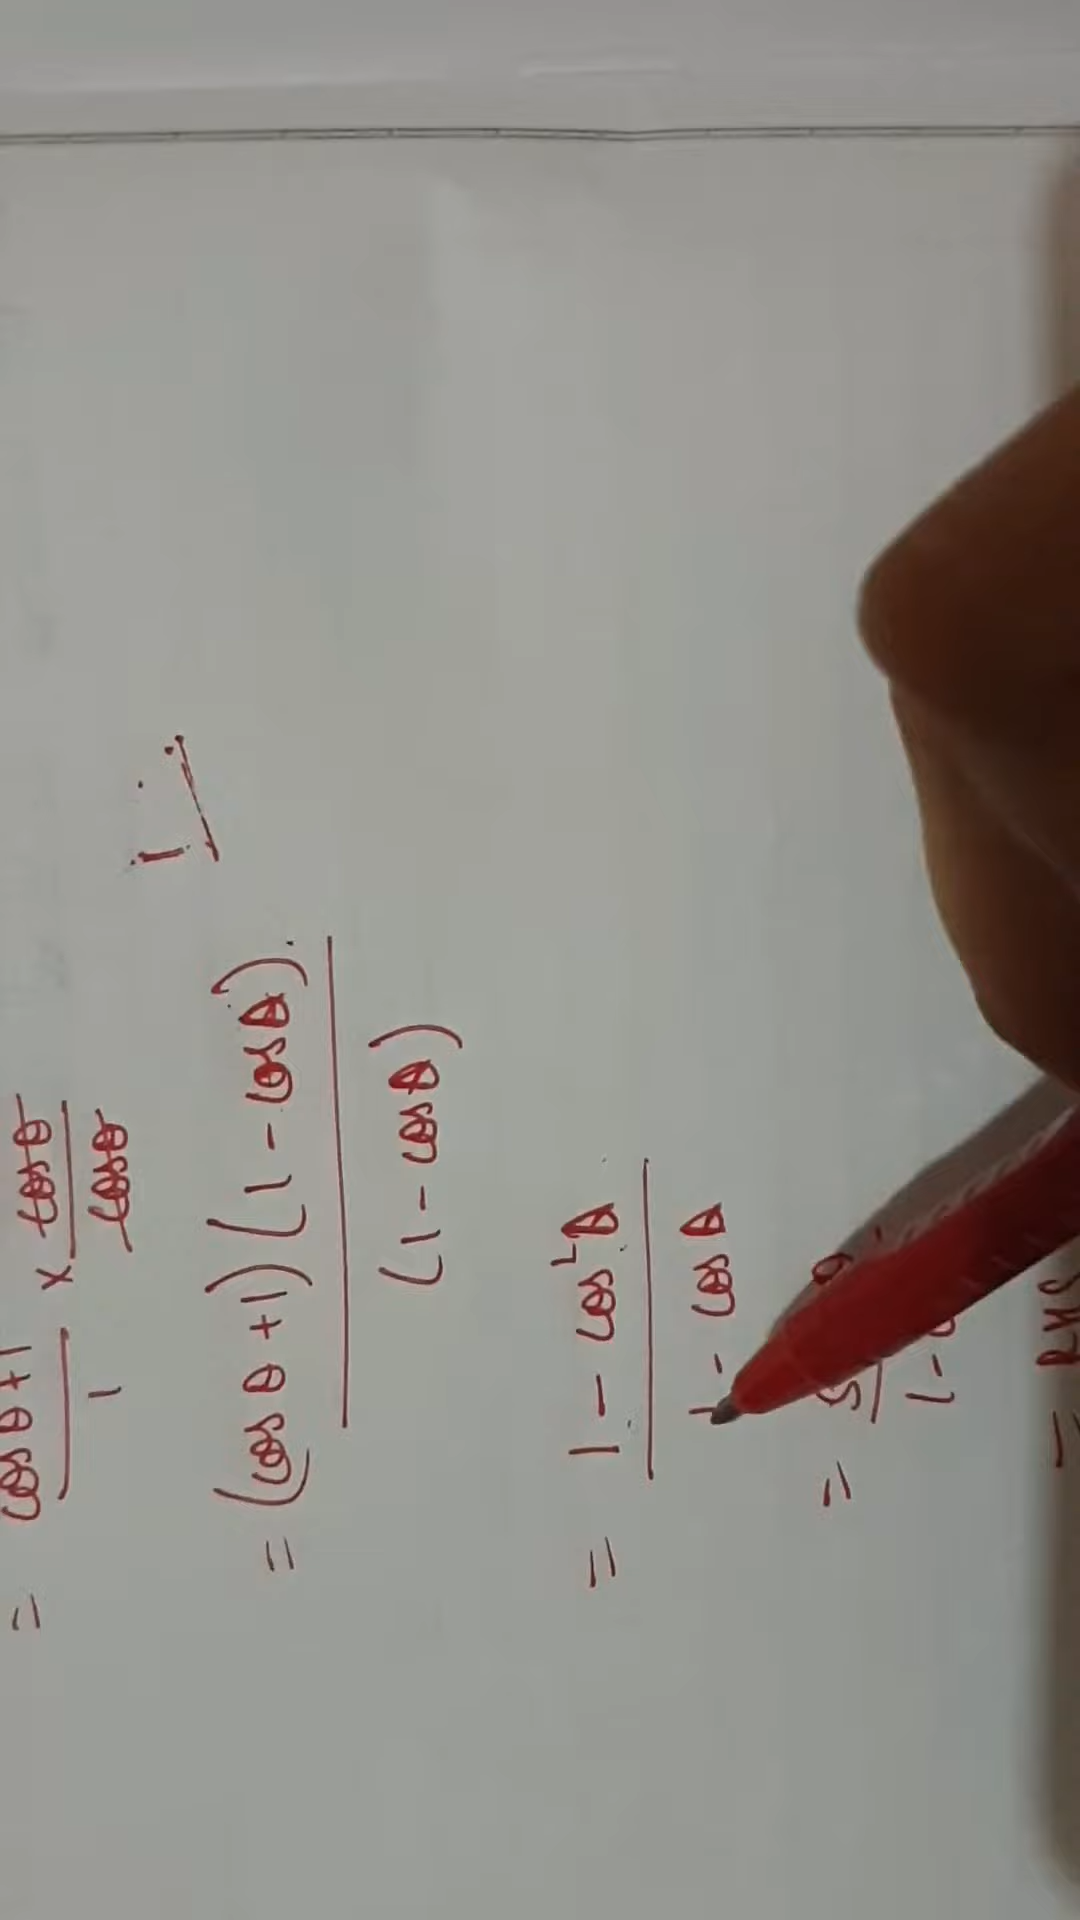 = cosθ+1/1 × cosθ/cosθ
= (cosθ+1)(1-cosθ)./(1-cosθ)
= 1-cos²θ/1-cosθ
=
= RHS